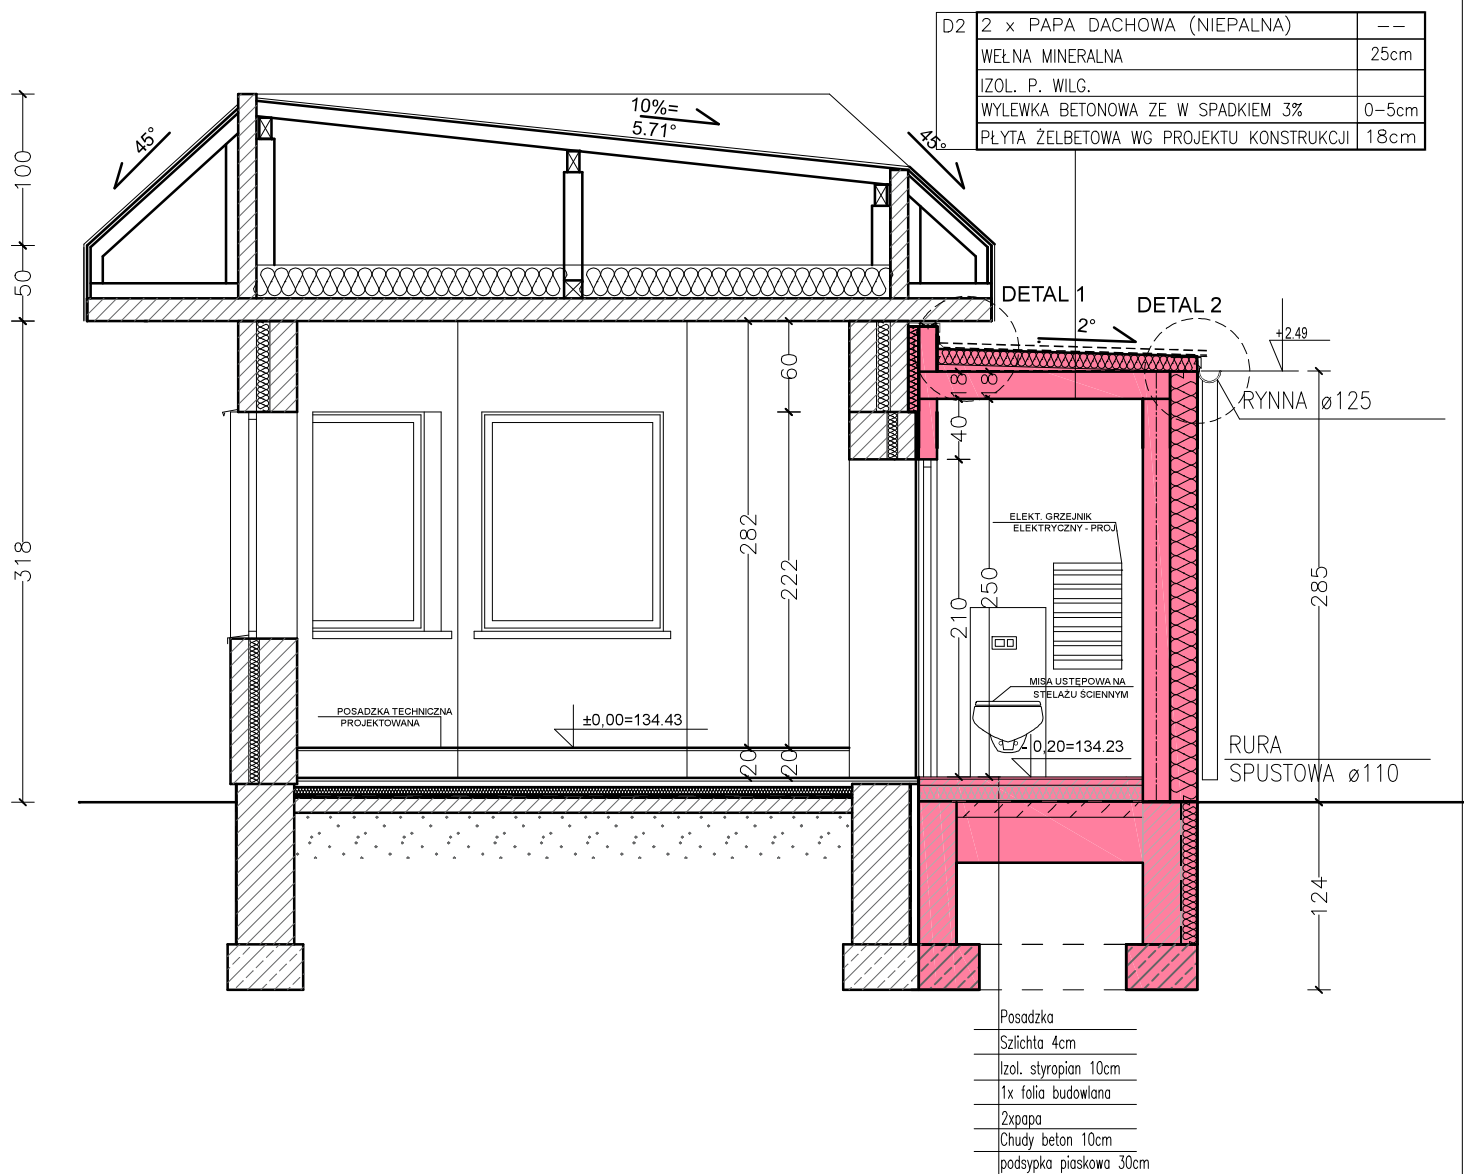 D2 2 x PAPA DACHOWA (NIEPALNA) --
WEŁNA MINERALNA 25cm
IZOL. P. WILG.
WYLEWKA BETONOWA ZE W SPADKIEM 3% 0-5cm
PŁYTA ŻELBETOWA WG PROJEKTU KONSTRUKCJI 18cm
45°
10%=
5.71°
45°
100
50
318
DETAL 1
DETAL 2
2°
+2.49
RYNNA ø125
60
18
18
40
282
222
210
250
285
ELEKT. GRZEJNIK
ELEKTRYCZNY - PROJ
MISA USTĘPOWA NA
STELAŻU ŚCIENNYM
POSADZKA TECHNICZNA
PROJEKTOWANA
±0,00=134.43
- 0,20=134.23
20
20
RURA
SPUSTOWA ø110
124
Posadzka
Szlichta 4cm
Izol. styropian 10cm
1x folia budowlana
2xpapa
Chudy beton 10cm
podsypka piaskowa 30cm